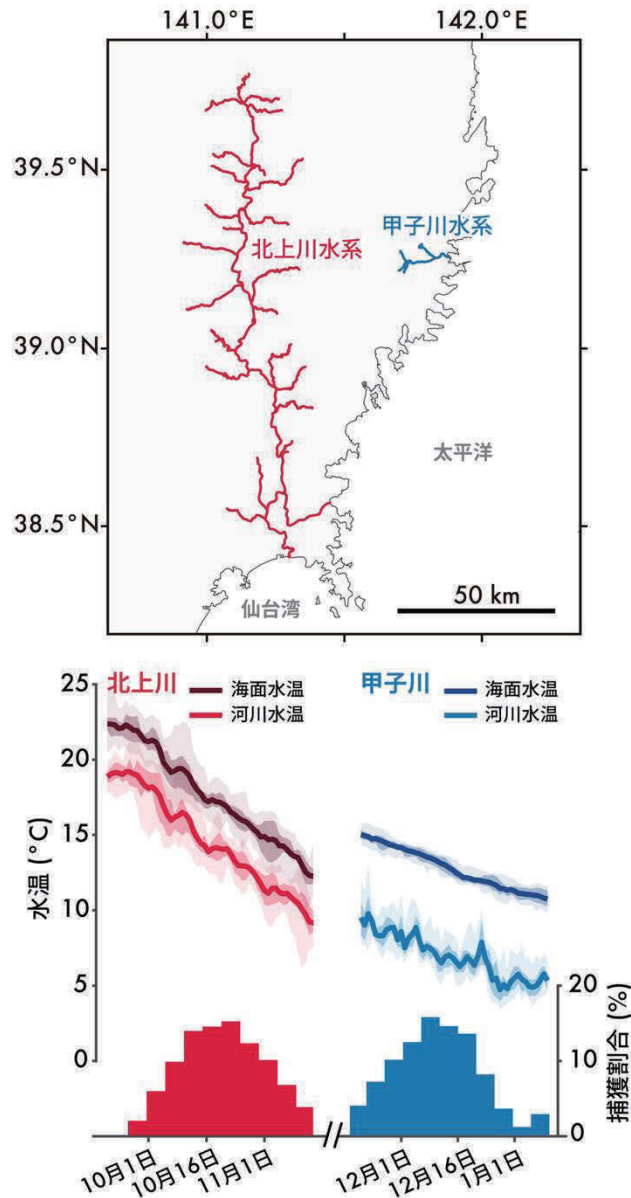 141.0°E 142.0°E
39.5°N
39.0°N
38.5°N
北上川水系
甲子川水系
太平洋
仙台湾
50 km
北上川
海面水温
河川水温
甲子川
海面水温
河川水温
水温 (°C)
25
20
15
10
5
0
捕獲割合 (%)
20
10
0
10月1日 10月16日 11月1日 12月1日 12月16日 1月1日